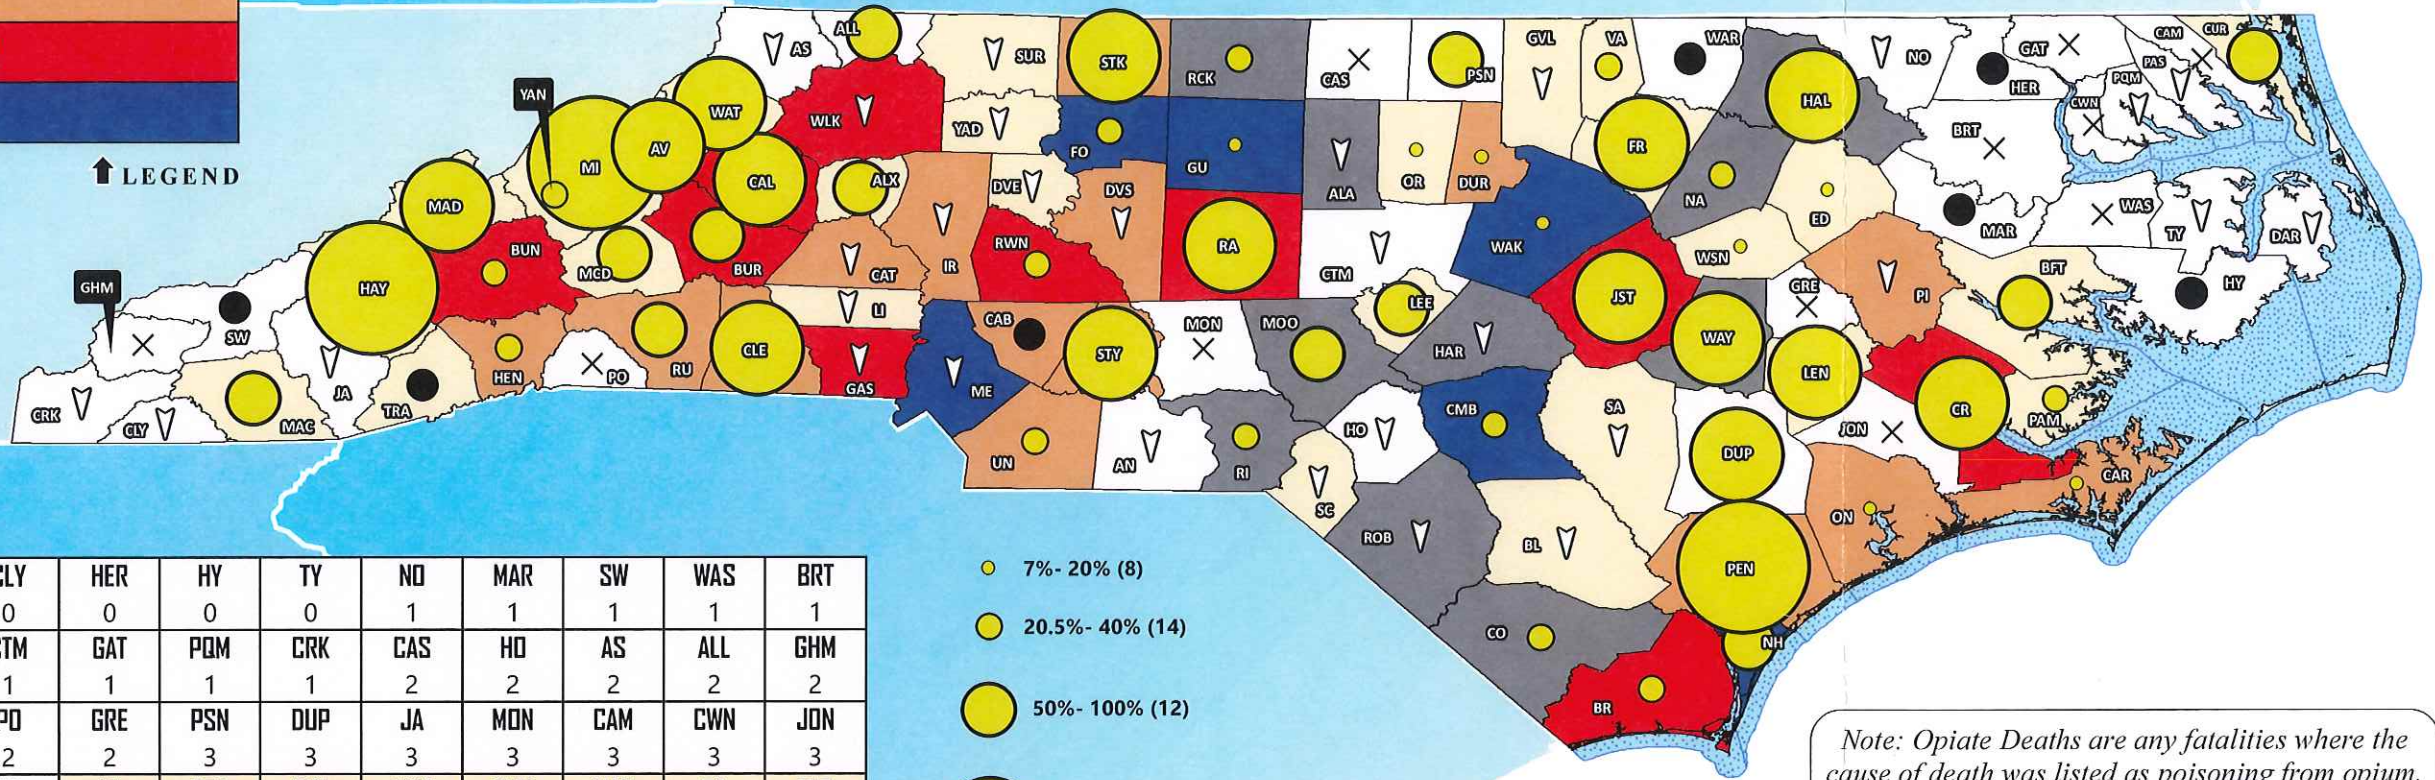 ALL
AS
SUR
STK
RCK
CAS
PSN
GVL
VA
WAR
HAL
NO
HER
GAT
CAM
CUR
PAS
PQM
CWN
BRT
YAN
WAT
WLK
YAD
FO
GU
ALA
OR
DUR
FR
NA
ED
MI
AV
CAL
ALX
DVE
DVS
LEGEND
MAD
BUN
MCD
BUR
CAT
IR
RWN
RA
CTM
WAK
WSN
MAR
WAS
TY
DAR
GHM
HAY
SW
LI
CAB
STY
MON
MOO
LEE
HAR
JST
WAY
GRE
PI
BFT
HY
JA
TRA
HEN
PO
RU
CLE
GAS
ME
LEN
CR
PAM
CRK
CLY
MAC
UN
AN
RI
HO
CMB
SA
DUP
JON
CAR
SC
ROB
BL
PEN
ON
CO
BR
NH
CLY HER HY TY NO MAR SW WAS BRT
0 0 0 0 1 1 1 1 1
CTM GAT PQM CRK CAS HO AS ALL GHM
1 1 1 1 2 2 2 2 2
PO GRE PSN DUP JA MON CAM CWN JON
2 2 3 3 3 3 3 3 3
7%- 20% (8)
20.5%- 40% (14)
50%- 100% (12)
Note: Opiate Deaths are any fatalities where the
cause of death was listed as poisoning from opium,